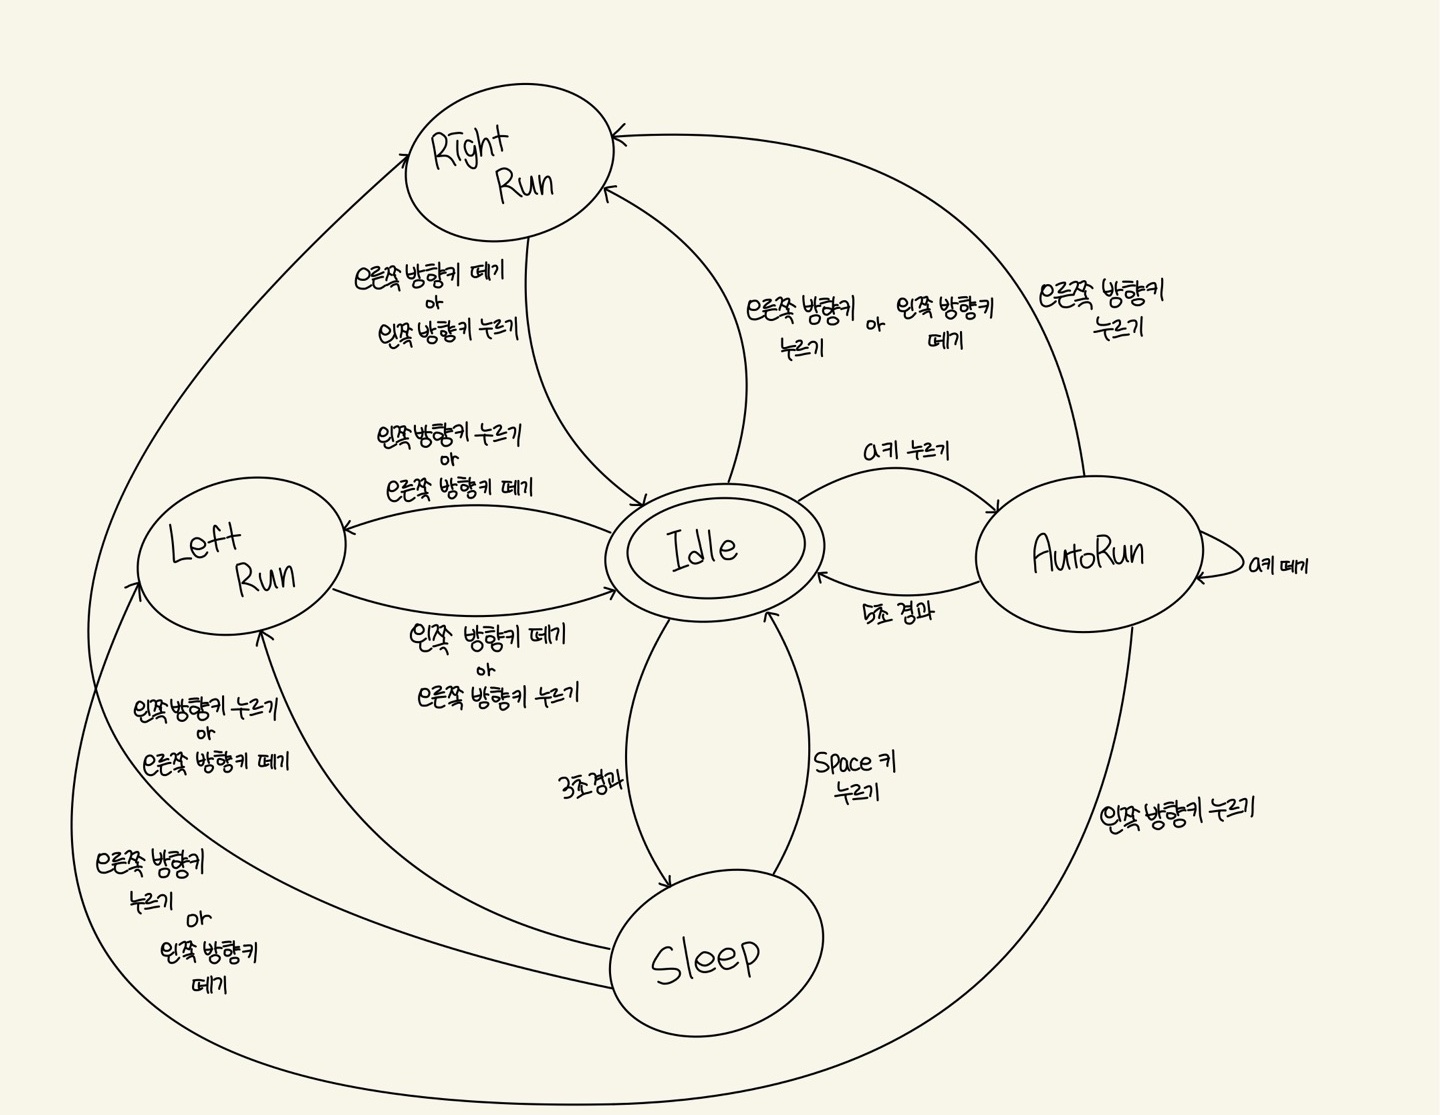 Right
Run
오른쪽 방향키 떼기
or
왼쪽 방향키 누르기
오른쪽 방향키
누르기
or
왼쪽 방향키
떼기
오른쪽 방향키
누르기
왼쪽 방향키 누르기
or
오른쪽 방향키 떼기
a키 누르기
Left
Run
Idle
AutoRun
a키 떼기
5초 경과
왼쪽 방향키 떼기
or
오른쪽 방향키 누르기
왼쪽 방향키 누르기
or
오른쪽 방향키 떼기
3초경과
Space 키
누르기
왼쪽 방향키 누르기
오른쪽 방향키
누르기
or
왼쪽 방향키
떼기
Sleep